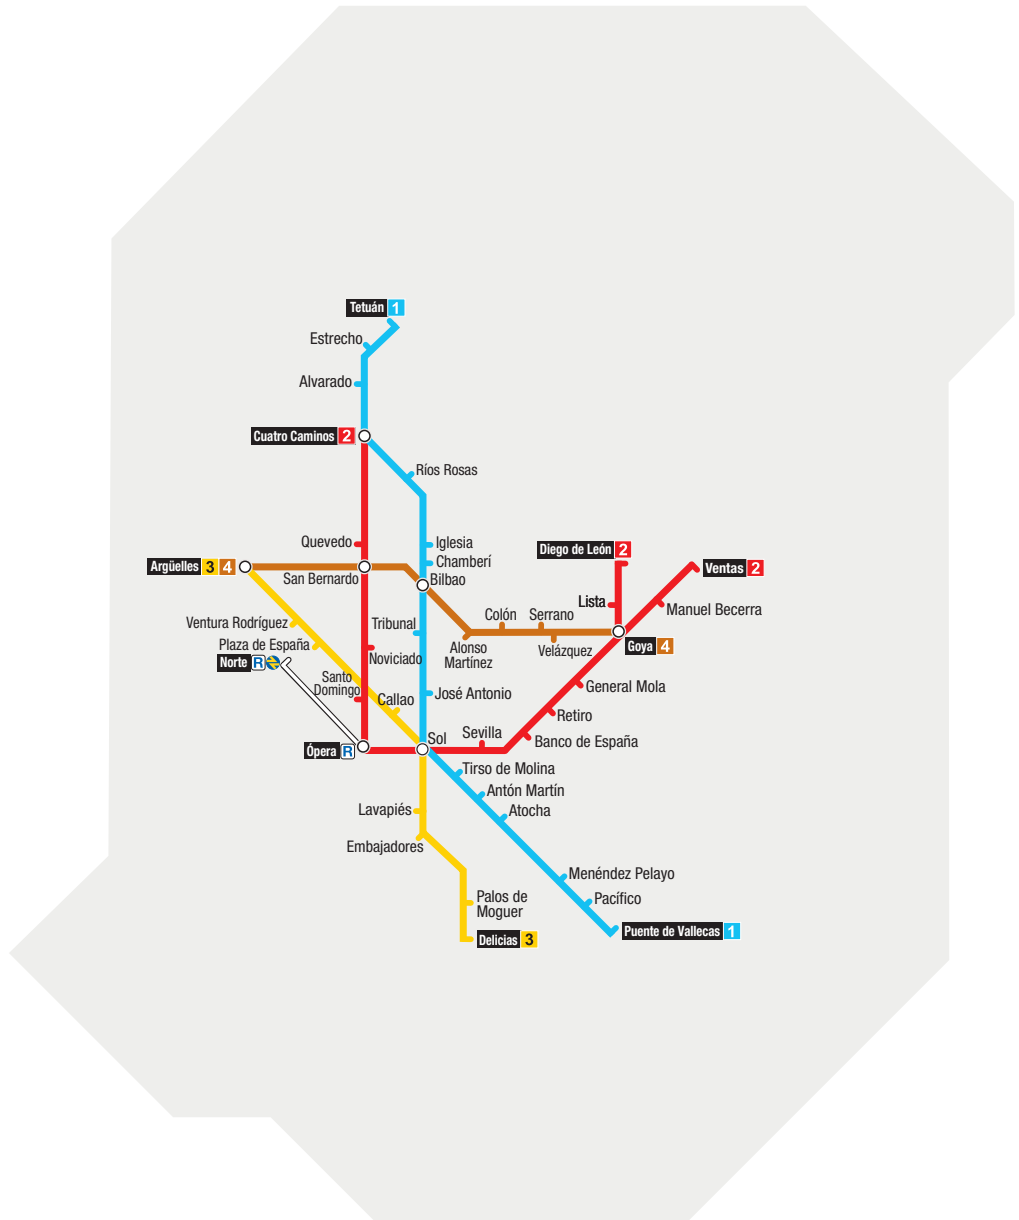 Tetuán 1
Estrecho
Alvarado
Cuatro Caminos 2
Ríos Rosas
Quevedo
Iglesia
Chamberí
Diego de León 2
Argüelles 3 4
San Bernardo
Bilbao
Ventas 2
Lista
Manuel Becerra
Colón
Serrano
Ventura Rodríguez
Tribunal
Plaza de España
Alonso
Martínez
Velázquez
Goya 4
Norte R
Noviciado
Santo
Domingo
Callao
José Antonio
General Mola
Retiro
Ópera R
Sol
Sevilla
Banco de España
Tirso de Molina
Antón Martín
Lavapiés
Atocha
Embajadores
Menéndez Pelayo
Palos de
Moguer
Pacífico
Delicias 3
Puente de Vallecas 1